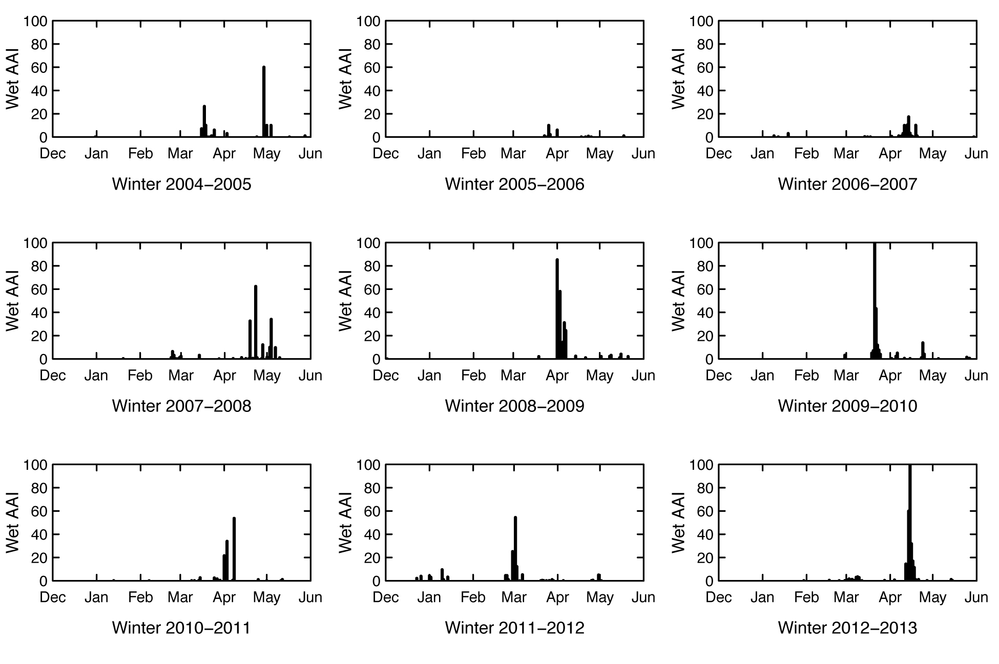 100 100 100
80 80 80
Wet AAI Wet AAI Wet AAI
60 60 60
40 40 40
20 20 20
0 0 0
Dec Jan Feb Mar Apr May Jun Dec Jan Feb Mar Apr May Jun Dec Jan Feb Mar Apr May Jun
Winter 2004–2005 Winter 2005–2006 Winter 2006–2007
100 100 100
80 80 80
Wet AAI Wet AAI Wet AAI
60 60 60
40 40 40
20 20 20
0 0 0
Dec Jan Feb Mar Apr May Jun Dec Jan Feb Mar Apr May Jun Dec Jan Feb Mar Apr May Jun
Winter 2007–2008 Winter 2008–2009 Winter 2009–2010
100 100 100
80 80 80
Wet AAI Wet AAI Wet AAI
60 60 60
40 40 40
20 20 20
0 0 0
Dec Jan Feb Mar Apr May Jun Dec Jan Feb Mar Apr May Jun Dec Jan Feb Mar Apr May Jun
Winter 2010–2011 Winter 2011–2012 Winter 2012–2013